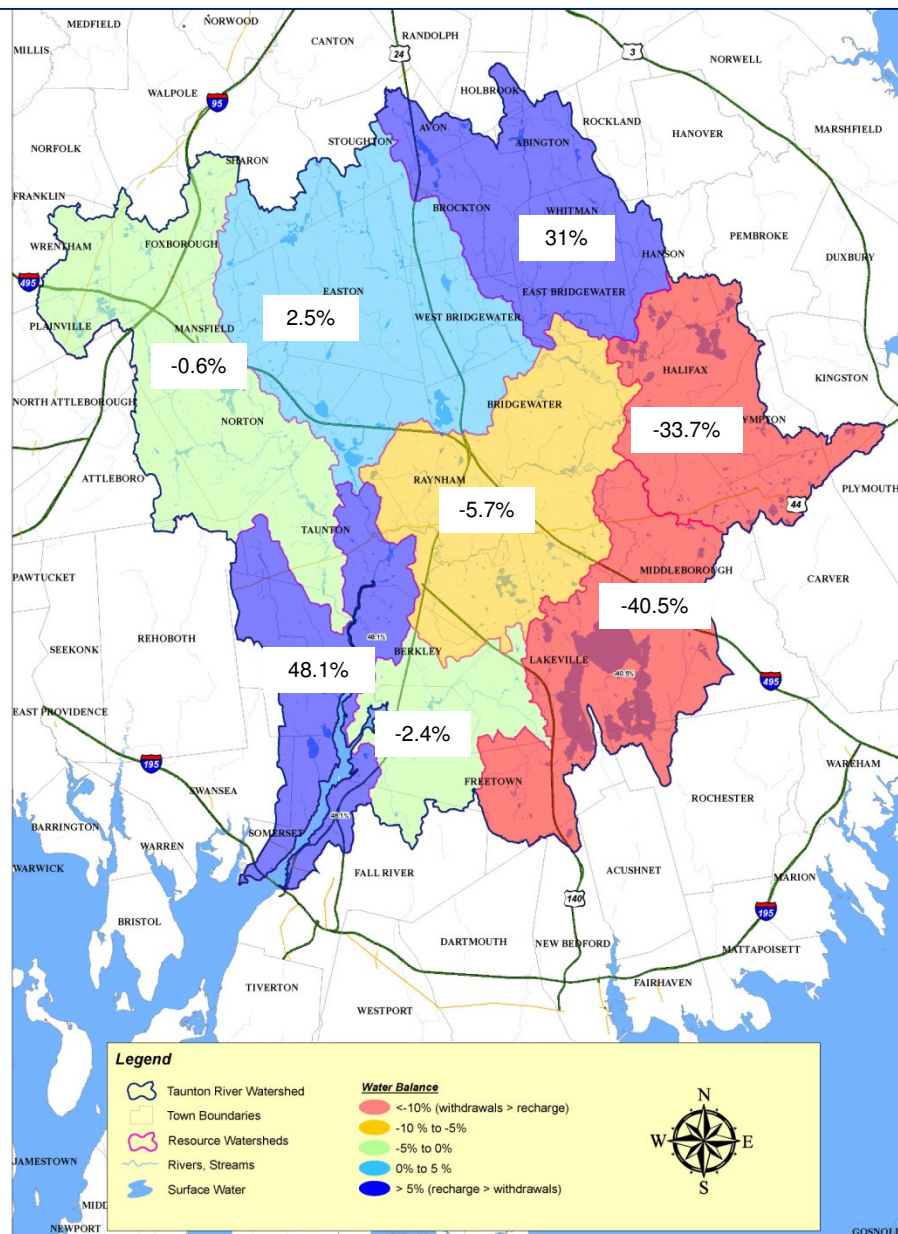 MEDFIELD
NORWOOD
RANDOLPH
CANTON
MILLIS
24
3
NORWELL
HOLBROOK
WALPOLE
95
AVON
ROCKLAND
HANOVER
MARSHFIELD
NORFOLK
STOUGHTON
ABINGTON
SHARON
FRANKLIN
BROCKTON
WHITMAN
31%
PEMBROKE
WRENTHAM
FOXBOROUGH
HANSON
DUXBURY
495
EASTON
EAST BRIDGEWATER
2.5%
WEST BRIDGEWATER
PLAINVILLE
MANSFIELD
-0.6%
HALIFAX
KINGSTON
NORTH ATTLEBOROUGH
BRIDGEWATER
NORTON
-33.7%
YMPTON
ATTLEBORO
RAYNHAM
PLYMOUTH
44
-5.7%
TAUNTON
MIDDLEBOROUGH
PAWTUCKET
CARVER
-40.5%
REHOBOTH
48.1%
SEEKONK
BERKLEY
LAKEVILLE
48.1%
-40.5%
495
EAST PROVIDENCE
-2.4%
195
WAREHAM
FREETOWN
SWANSEA
ROCHESTER
48.1%
BARRINGTON
SOMERSET
WARREN
WARWICK
FALL RIVER
ACUSHNET
MARION
140
195
BRISTOL
DARTMOUTH
NEW BEDFORD
MATTAPOISETT
TIVERTON
FAIRHAVEN
WESTPORT
Legend
Taunton River Watershed
Town Boundaries
Resource Watersheds
Rivers, Streams
Surface Water
Water Balance
<-10% (withdrawals > recharge)
-10 % to -5%
-5% to 0%
0% to 5 %
> 5% (recharge > withdrawals)
N
W
E
S
JAMESTOWN
MIDD
NEWPORT
GOSNOLD